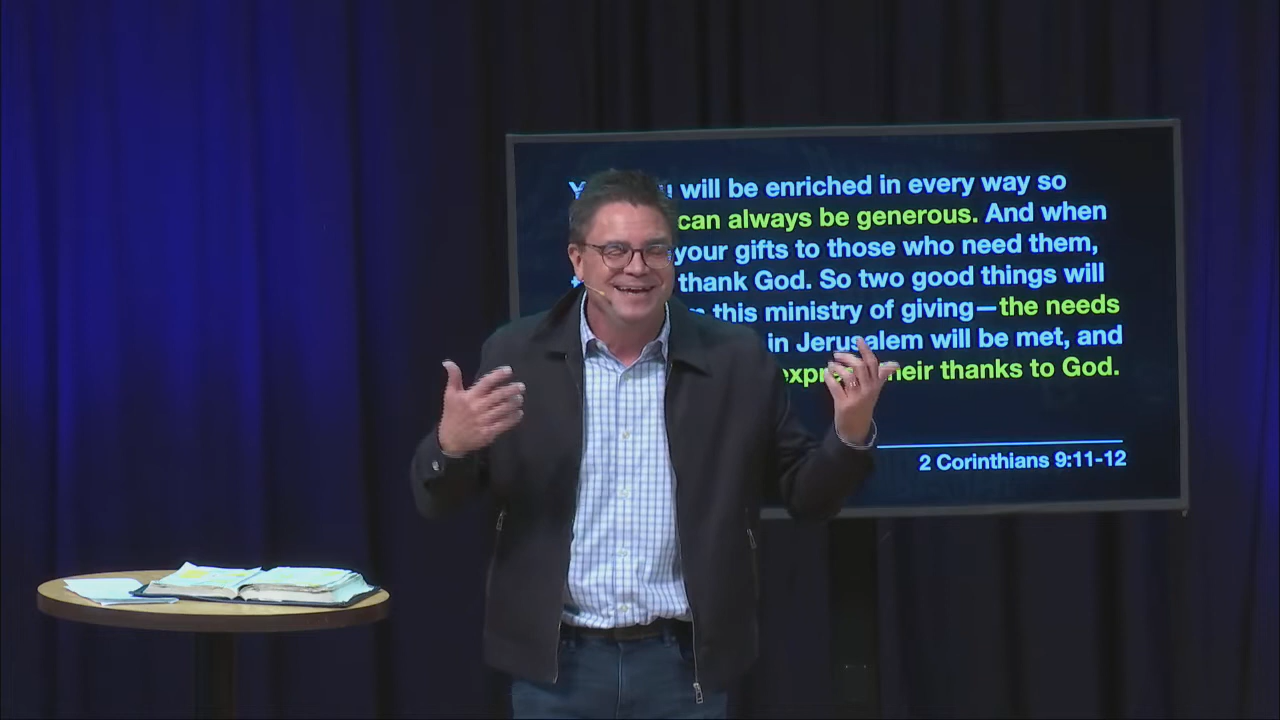 will be enriched in every way so
can always be generous. And when
your gifts to those who need them,
thank God. So two good things will
this ministry of giving—the needs
in Jerusalem will be met, and
their thanks to God.
2 Corinthians 9:11-12